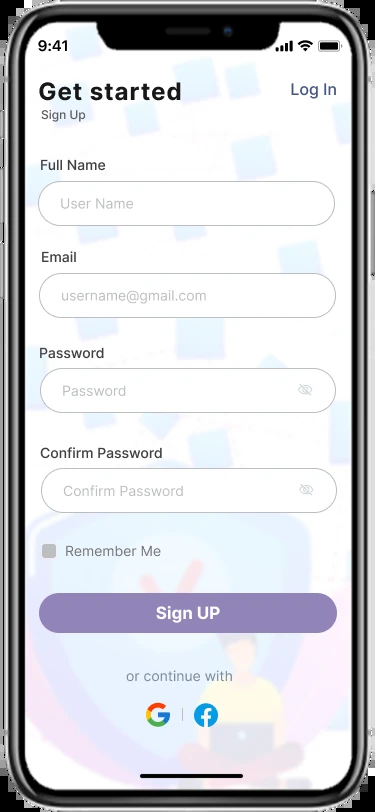 9:41
Get started
Log In
Sign Up
Full Name
User Name
Email
username@gmail.com
Password
Password
Confirm Password
Confirm Password
Remember Me
Sign UP
or continue with